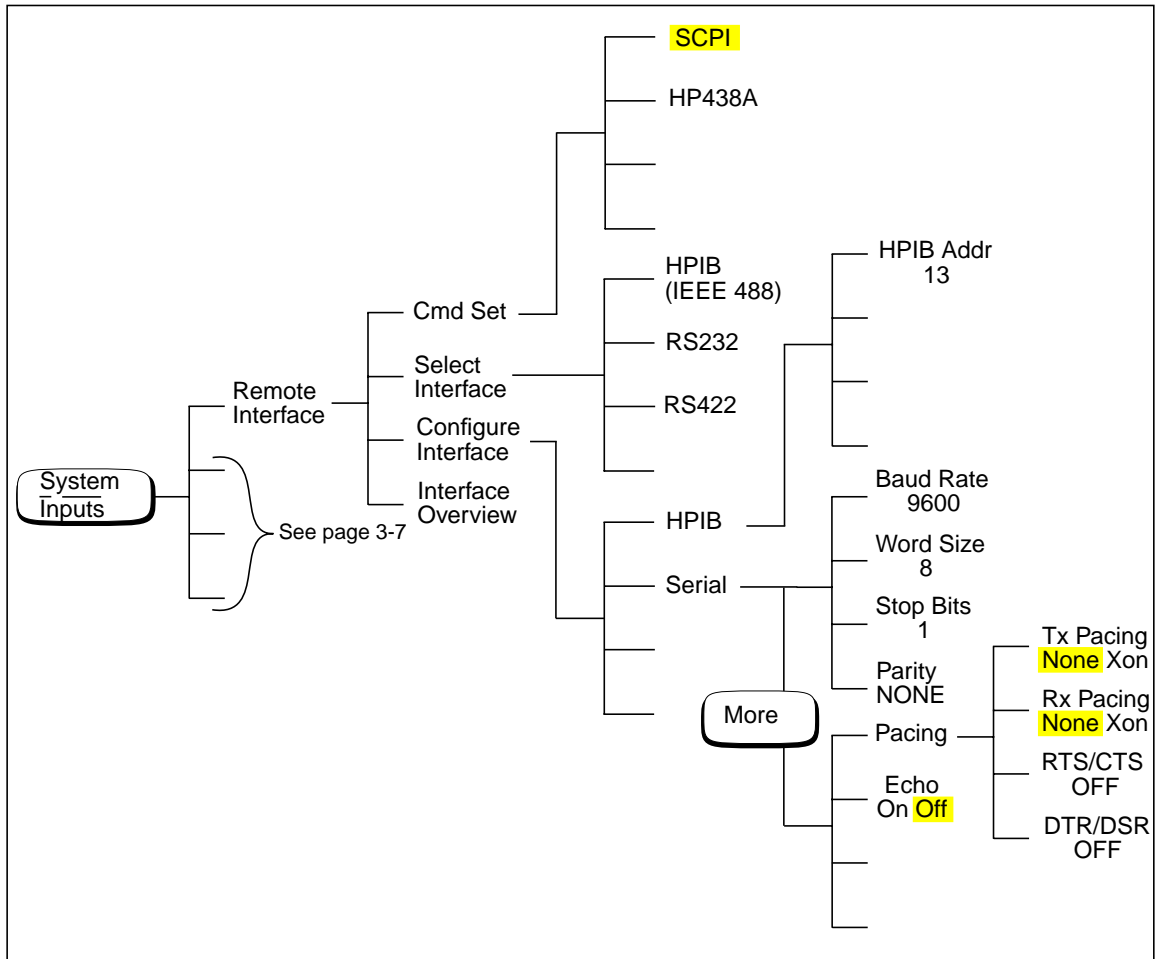 SCPI
HP438A
HPIB
(IEEE 488)
RS232
RS422
HPIB Addr
13
Cmd Set
Select
Interface
Configure
Interface
Interface
Overview
Remote
Interface
System
Inputs
See page 3-7
HPIB
Serial
Baud Rate
9600
Word Size
8
Stop Bits
1
Parity
NONE
More
Pacing
Echo
On Off
Tx Pacing
None Xon
Rx Pacing
None Xon
RTS/CTS
OFF
DTR/DSR
OFF